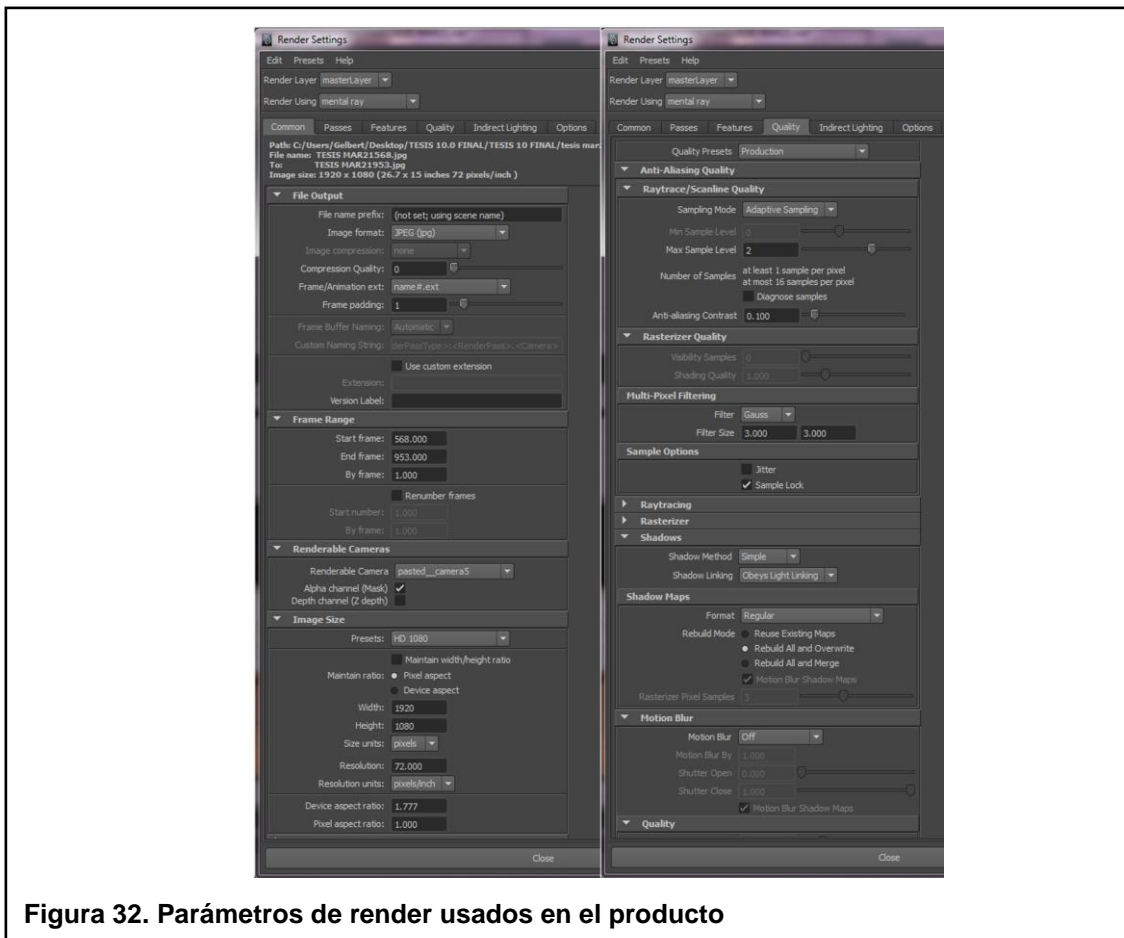 Render Settings
Edit Presets Help
Render Layer masterLayer
Render Using mental ray
Common Passes Features Quality Indirect Lighting Options
Path: C:/Users/Gelbert/Desktop/TESIS 10.0 FINAL/TESIS 10 FINAL/tesis mar
File name: TESIS MAR21568.jpg
To: TESIS MAR21953.jpg
Image size: 1920 x 1080 (26.7 x 15 inches 72 pixels/inch )
File Output
File name prefix: (not set; using scene name)
Image format: JPEG (jpg)
Image compression: none
Compression Quality: 0
Frame/Animation ext: name#.ext
Frame padding: 1
Frame Buffer Naming: Automatic
Custom Naming String: derPassType>:<RenderPass>.<Camera>
Use custom extension
Extension:
Version Label:
Frame Range
Start frame: 568.000
End frame: 953.000
By frame: 1.000
Renumber frames
Start number: 1.000
By frame: 1.000
Renderable Cameras
Renderable Camera pasted__camera5
Alpha channel (Mask)
Depth channel (Z depth)
Image Size
Presets: HD 1080
Maintain width/height ratio
Maintain ratio: Pixel aspect
Device aspect
Width: 1920
Height: 1080
Size units: pixels
Resolution: 72.000
Resolution units: pixels/inch
Device aspect ratio: 1.777
Pixel aspect ratio: 1.000
Close
Render Settings
Edit Presets Help
Render Layer masterLayer
Render Using mental ray
Common Passes Features Quality Indirect Lighting Options
Quality Presets Production
Anti-Aliasing Quality
Raytrace/Scanline Quality
Sampling Mode Adaptive Sampling
Min Sample Level 0
Max Sample Level 2
Number of Samples at least 1 sample per pixel
at most 16 samples per pixel
Diagnose samples
Anti-aliasing Contrast 0.100
Rasterizer Quality
Visibility Samples 0
Shading Quality 1.000
Multi-Pixel Filtering
Filter Gauss
Filter Size 3.000 3.000
Sample Options
Jitter
Sample Lock
Raytracing
Rasterizer
Shadows
Shadow Method Simple
Shadow Linking Obeys Light Linking
Shadow Maps
Format Regular
Rebuild Mode Reuse Existing Maps
Rebuild All and Overwrite
Rebuild All and Merge
Motion Blur Shadow Maps
Rasterizer Pixel Samples 3
Motion Blur
Motion Blur Off
Motion Blur By 1.000
Shutter Open 0.000
Shutter Close 1.000
Motion Blur Shadow Maps
Quality
Close
Figura 32. Parámetros de render usados en el producto